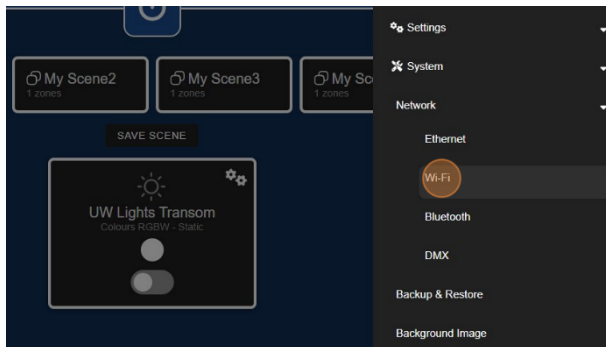 My Scene2
1 zones
My Scene3
1 zones
My Sc
1 zones
SAVE SCENE
UW Lights Transom
Colours RGBW - Static
Settings
System
Network
Ethernet
Wi-Fi
Bluetooth
DMX
Backup & Restore
Background Image